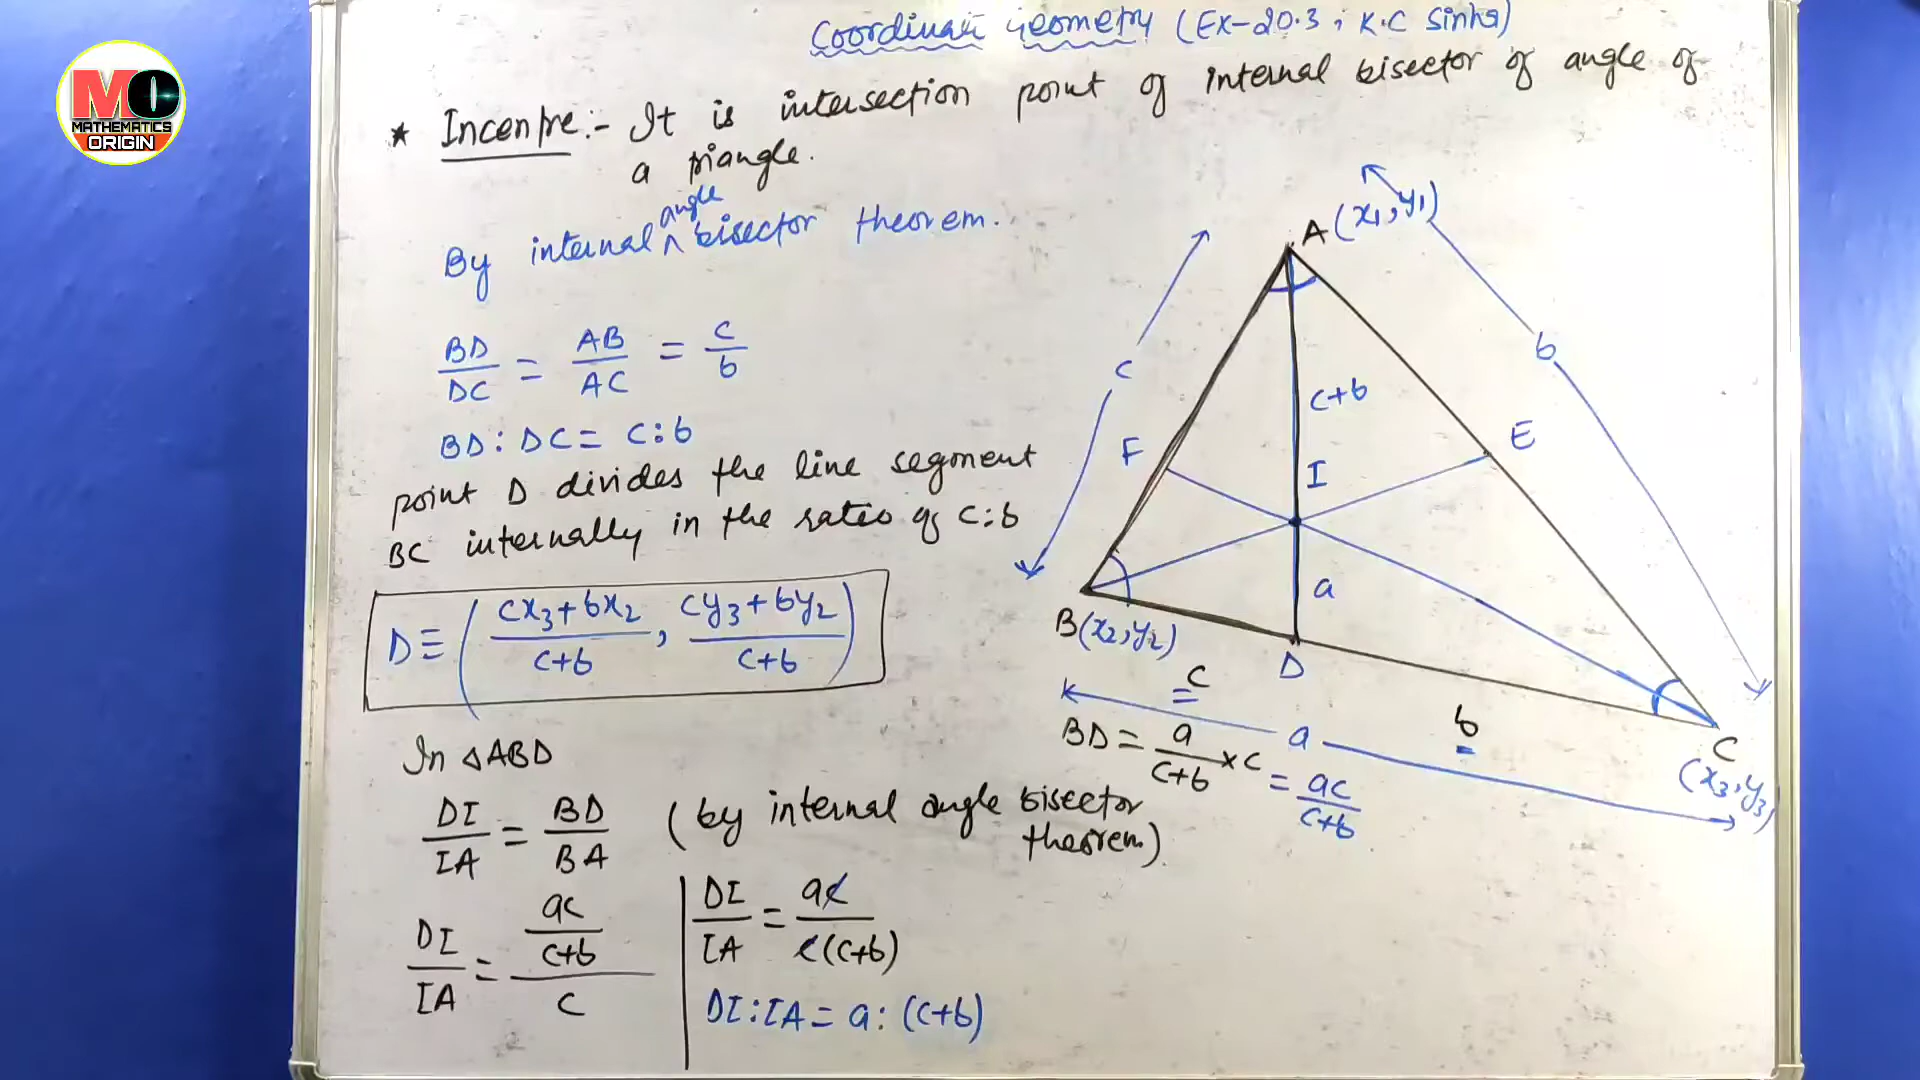 MO
MATHEMATICS
ORIGIN
Coordinate geometry (Ex-20.3, K.C Sinha)
* Incentre:- It is intersection point of internal bisector of angle of
a triangle.
By internal ^ angle bisector theorem.
BD/DC = AB/AC = c/b
BD : DC = C:b
point D divides the line segment
BC internally in the ratio of C:b
D ≡ ( (cx₃+bx₂)/(c+b) , (cy₃+by₂)/(c+b) )
In △ABD
DI/IA = BD/BA (by internal angle bisector
theorem)
DI/IA = (ac/(c+b))/c
DI/IA = ac/(c(c+b))
DI:IA = a:(c+b)
A(x₁,y₁)
c
b
c+b
F
E
I
a
B(x₂,y₂)
D
C
a
b
C
(x₃,y₃)
BD = a/(c+b) × c = ac/(c+b)